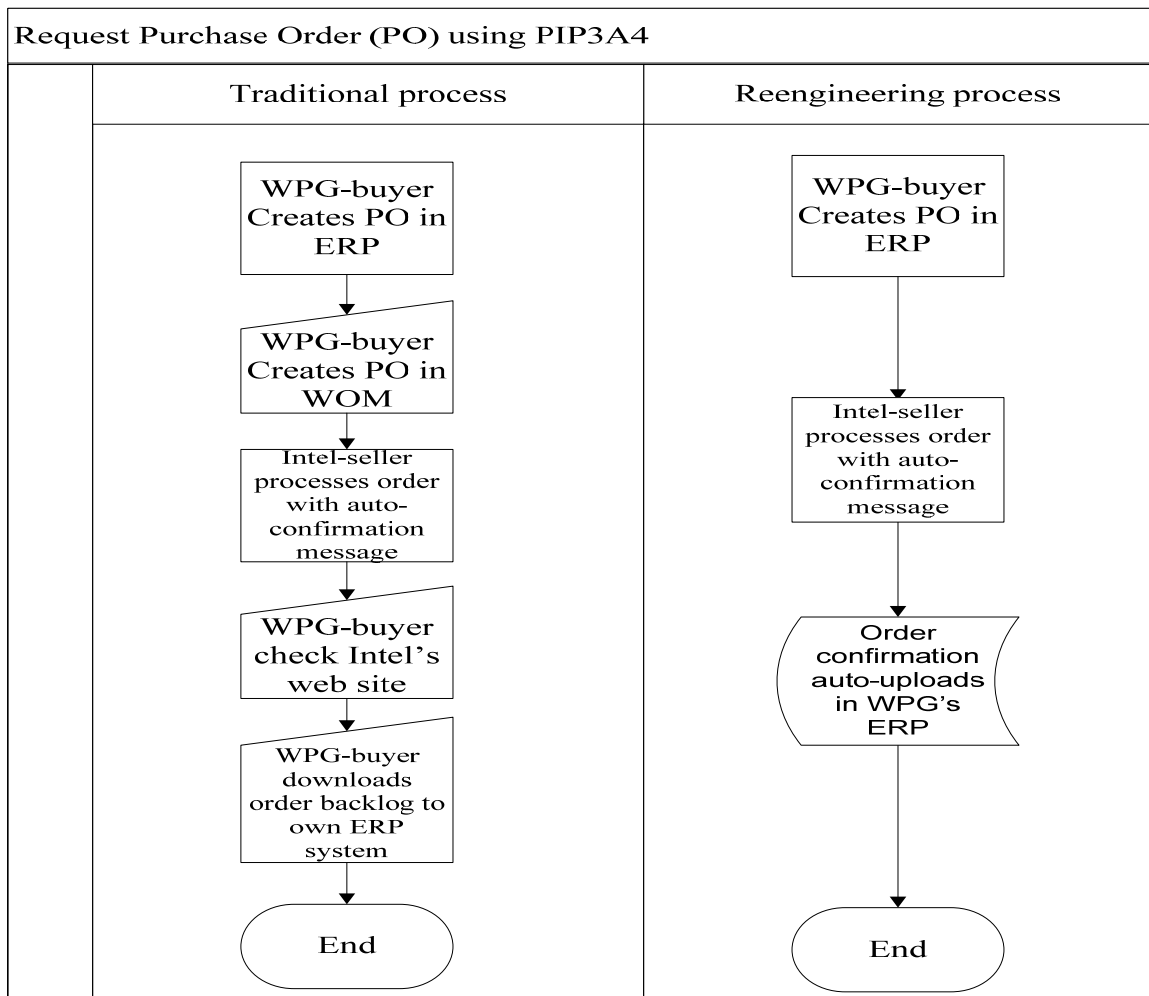 Request Purchase Order (PO) using PIP3A4
Traditional process
Reengineering process
WPG-buyer
Creates PO in
ERP
WPG-buyer
Creates PO in
WOM
Intel-seller
processes order
with auto-
confirmation
message
WPG-buyer
check Intel's
web site
WPG-buyer
downloads
order backlog to
own ERP
system
End
WPG-buyer
Creates PO in
ERP
Intel-seller
processes order
with auto-
confirmation
message
Order
confirmation
auto-uploads
in WPG's
ERP
End